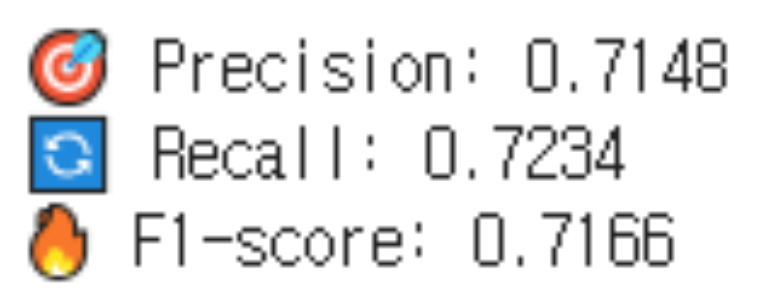 🎯 Precision: 0.7148
🔄 Recall: 0.7234
🔥 F1-score: 0.7166